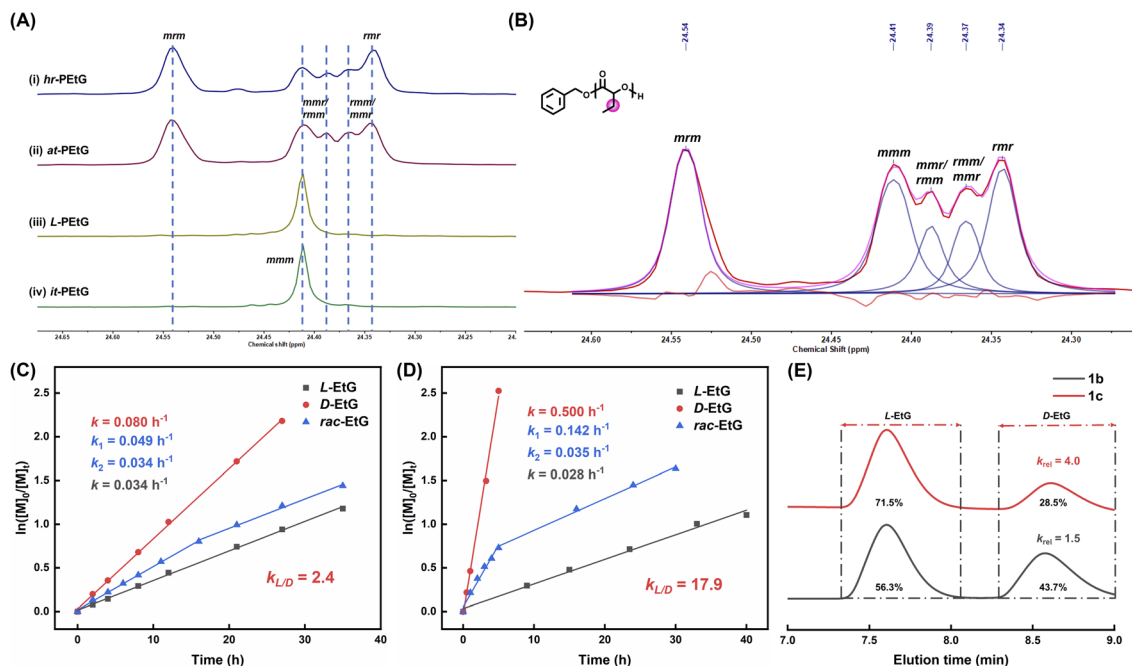 (A)
mrm
rmr
(i) hr-PEtG
mmr/
rmm
rmm/
mmr
(ii) at-PEtG
(iii) L-PEtG
mmm
(iv) it-PEtG
24.65
24.60
24.55
24.50
24.45
24.40
24.35
24.30
24.25
24.
Chemical shift (ppm)
(B)
24.54
24.41
24.39
24.37
24.34
O
O
O
H
mrm
mmm
mmr/
rmm
rmm/
mmr
rmr
24.60
24.55
24.50
24.45
24.40
24.35
24.30
Chemical Shift (ppm)
(C)
L-EtG
D-EtG
rac-EtG
k = 0.080 h⁻¹
k₁ = 0.049 h⁻¹
k₂ = 0.034 h⁻¹
k = 0.034 h⁻¹
kL/D = 2.4
ln([M]₀/[M]ₜ)
2.5
2.0
1.5
1.0
0.5
0.0
0 10 20 30 40
Time (h)
(D)
L-EtG
D-EtG
rac-EtG
k = 0.500 h⁻¹
k₁ = 0.142 h⁻¹
k₂ = 0.035 h⁻¹
k = 0.028 h⁻¹
kL/D = 17.9
ln([M]₀/[M]ₜ)
2.5
2.0
1.5
1.0
0.5
0.0
0 10 20 30 40
Time (h)
(E)
1b
1c
L-EtG
D-EtG
krel = 4.0
71.5%
28.5%
krel = 1.5
56.3%
43.7%
7.0 7.5 8.0 8.5 9.0
Elution time (min)